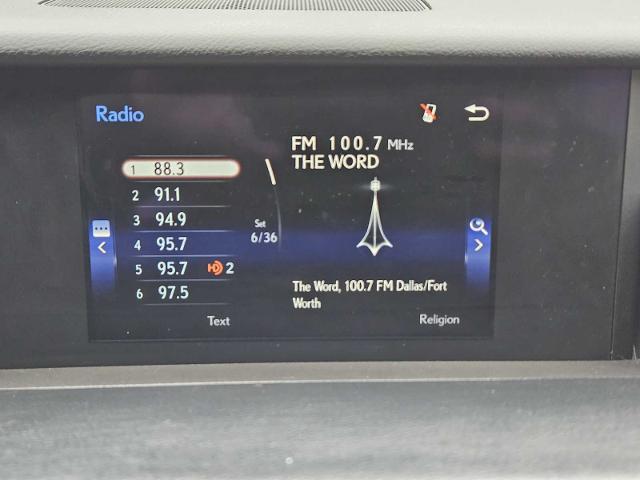 Radio
FM 100.7 MHz
THE WORD
1 88.3
2 91.1
3 94.9
4 95.7
5 95.7 HD 2
6 97.5
Set
6/36
The Word, 100.7 FM Dallas/Fort
Worth
Text
Religion